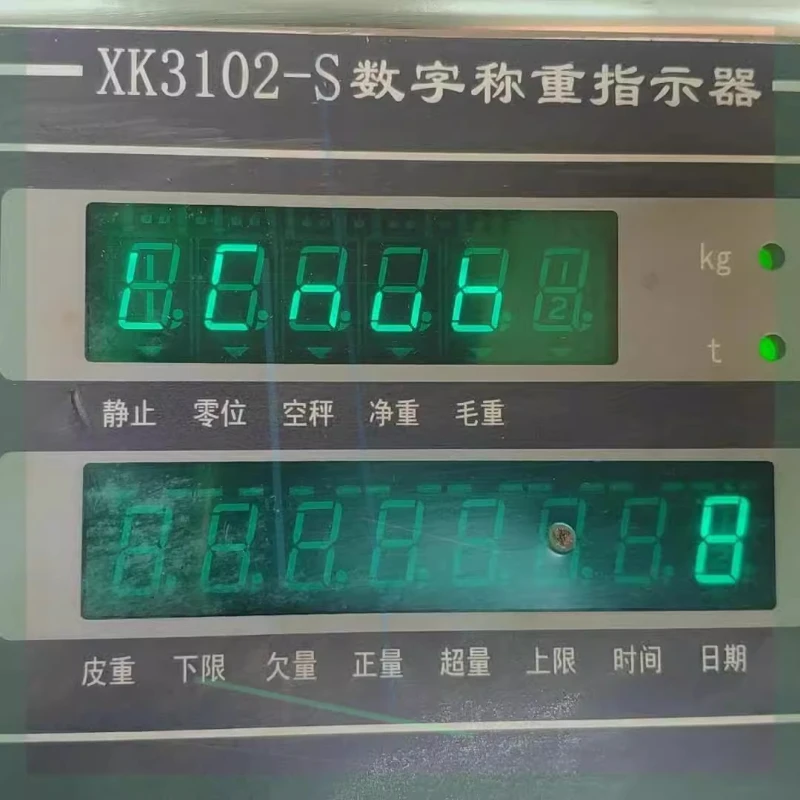 XK3102-S数字称重指示器
LCnub
kg
t
静止 零位 空秤 净重 毛重
8
皮重 下限 欠量 正量 超量 上限 时间 日期